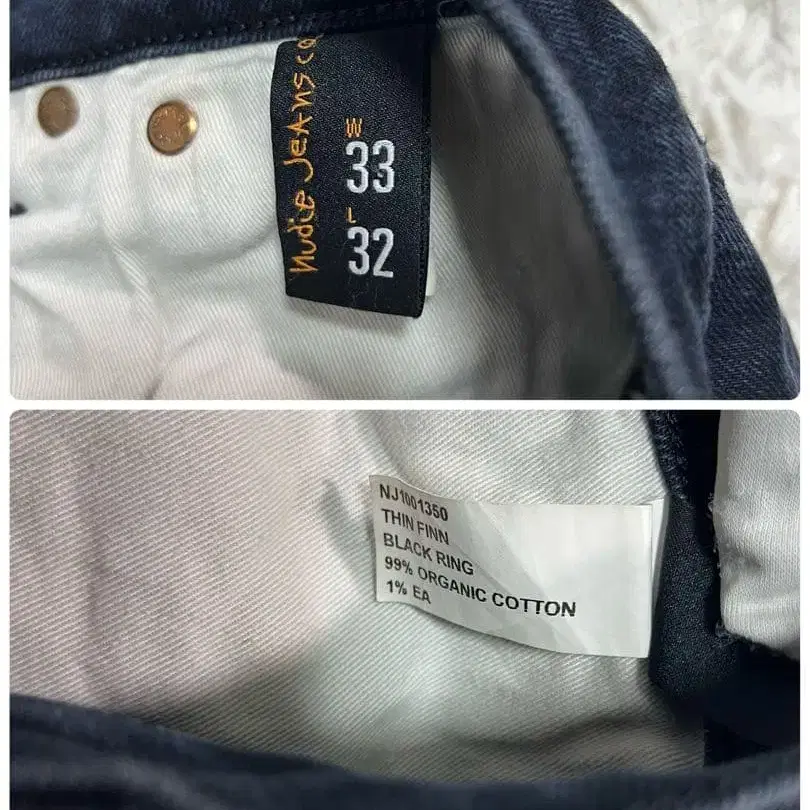 Nudie Jeans co
W
33
L
32
NJ1001350
THIN FINN
BLACK RING
99% ORGANIC COTTON
1% EA